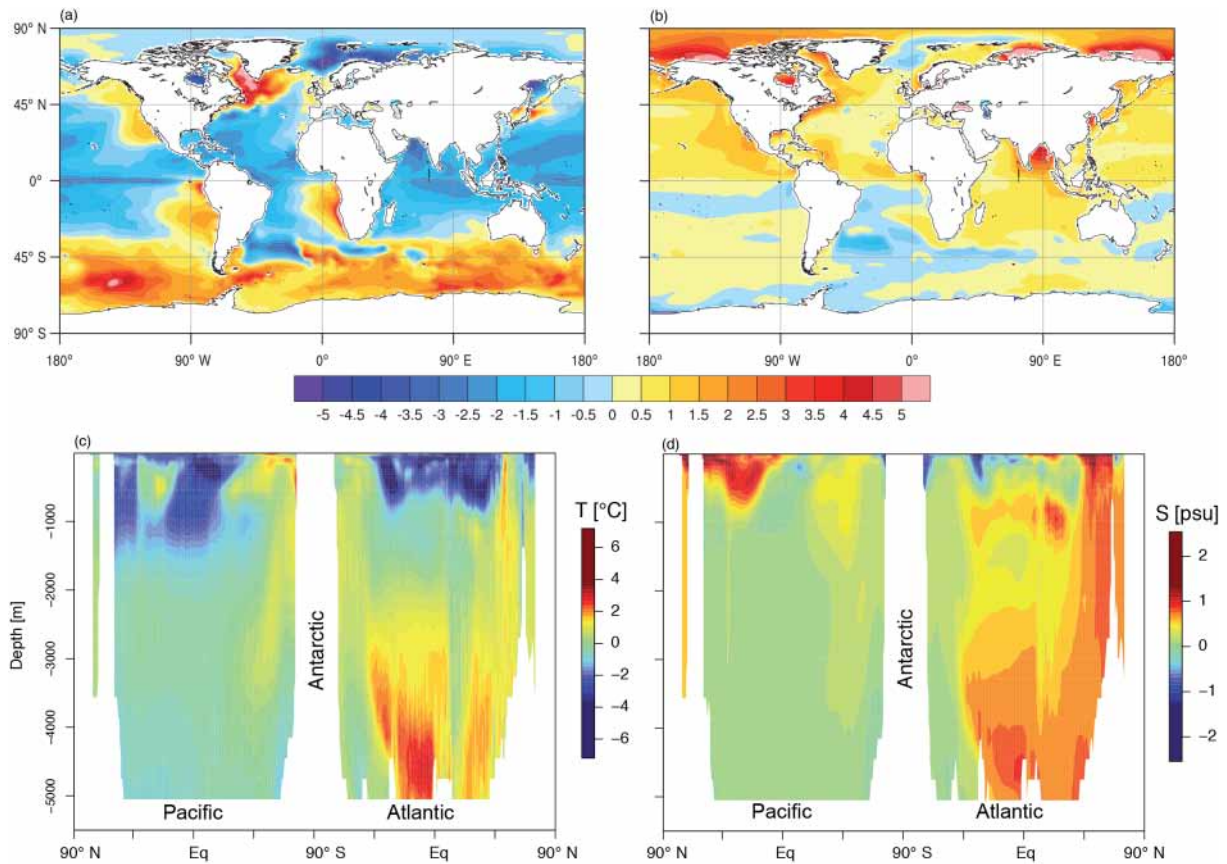 (a)
(b)
90° N
45° N
0°
45° S
90° S
180° 90° W 0° 90° E 180°
180° 90° W 0° 90° E 180°
-5 -4.5 -4 -3.5 -3 -2.5 -2 -1.5 -1 -0.5 0 0.5 1 1.5 2 2.5 3 3.5 4 4.5 5
(c)
(d)
Depth [m]
-1000
-2000
-3000
-4000
-5000
Antarctic
Pacific
Atlantic
90° N Eq 90° S Eq 90° N
T [°C]
6
4
2
0
-2
-4
-6
Antarctic
Pacific
Atlantic
90° N Eq 90° S Eq 90° N
S [psu]
2
1
0
-1
-2